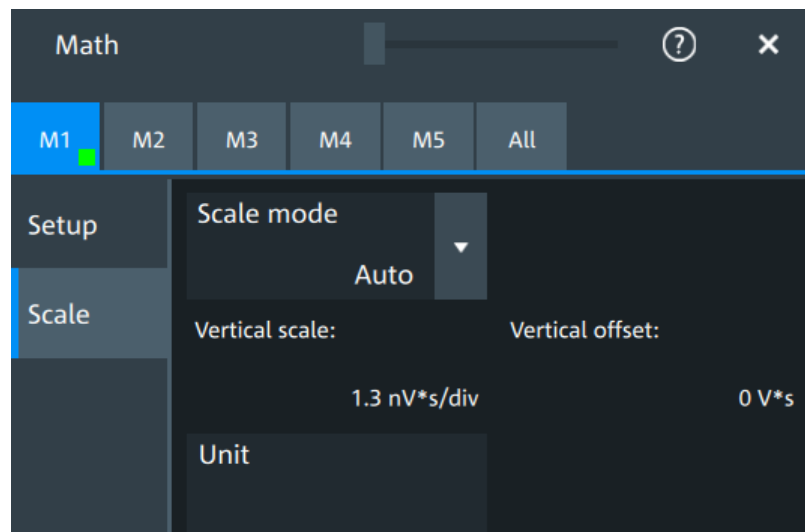 Math ? ×
M1 M2 M3 M4 M5 All
Setup
Scale
Scale mode
Auto
Vertical scale: Vertical offset:
1.3 nV*s/div 0 V*s
Unit